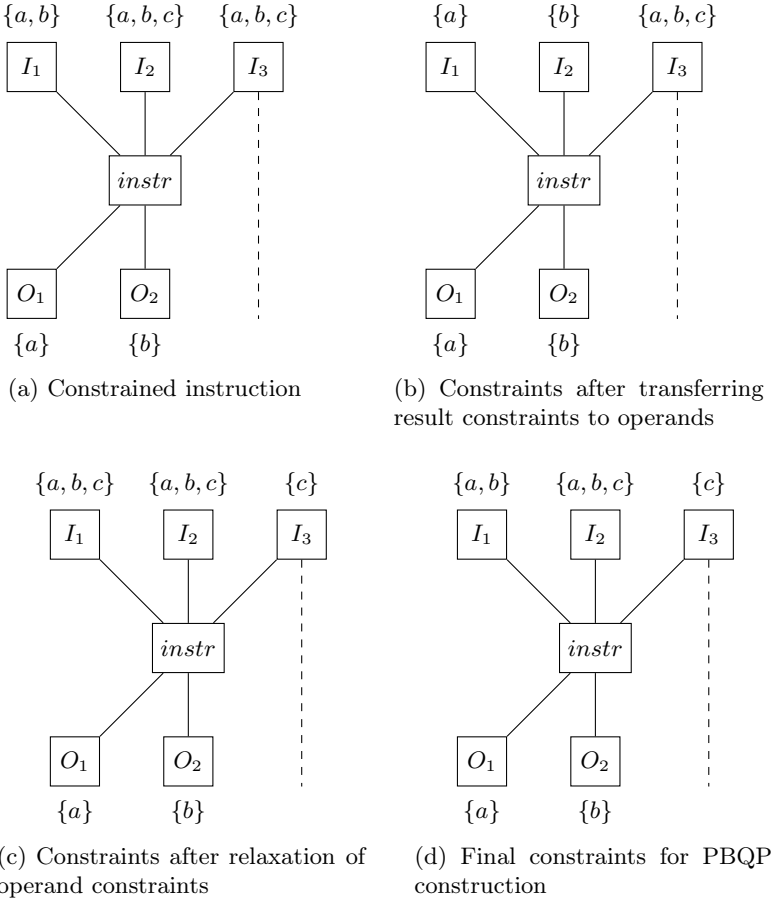 {a, b} {a, b, c} {a, b, c} {a} {b} {a, b, c}
I1 I2 I3 I1 I2 I3
instr instr
O1 O2 O1 O2
{a} {b} {a} {b}
(a) Constrained instruction
(b) Constraints after transferring
result constraints to operands
{a, b, c} {a, b, c} {c} {a, b} {a, b, c} {c}
I1 I2 I3 I1 I2 I3
instr instr
O1 O2 O1 O2
{a} {b} {a} {b}
(c) Constraints after relaxation of
operand constraints
(d) Final constraints for PBQP
construction